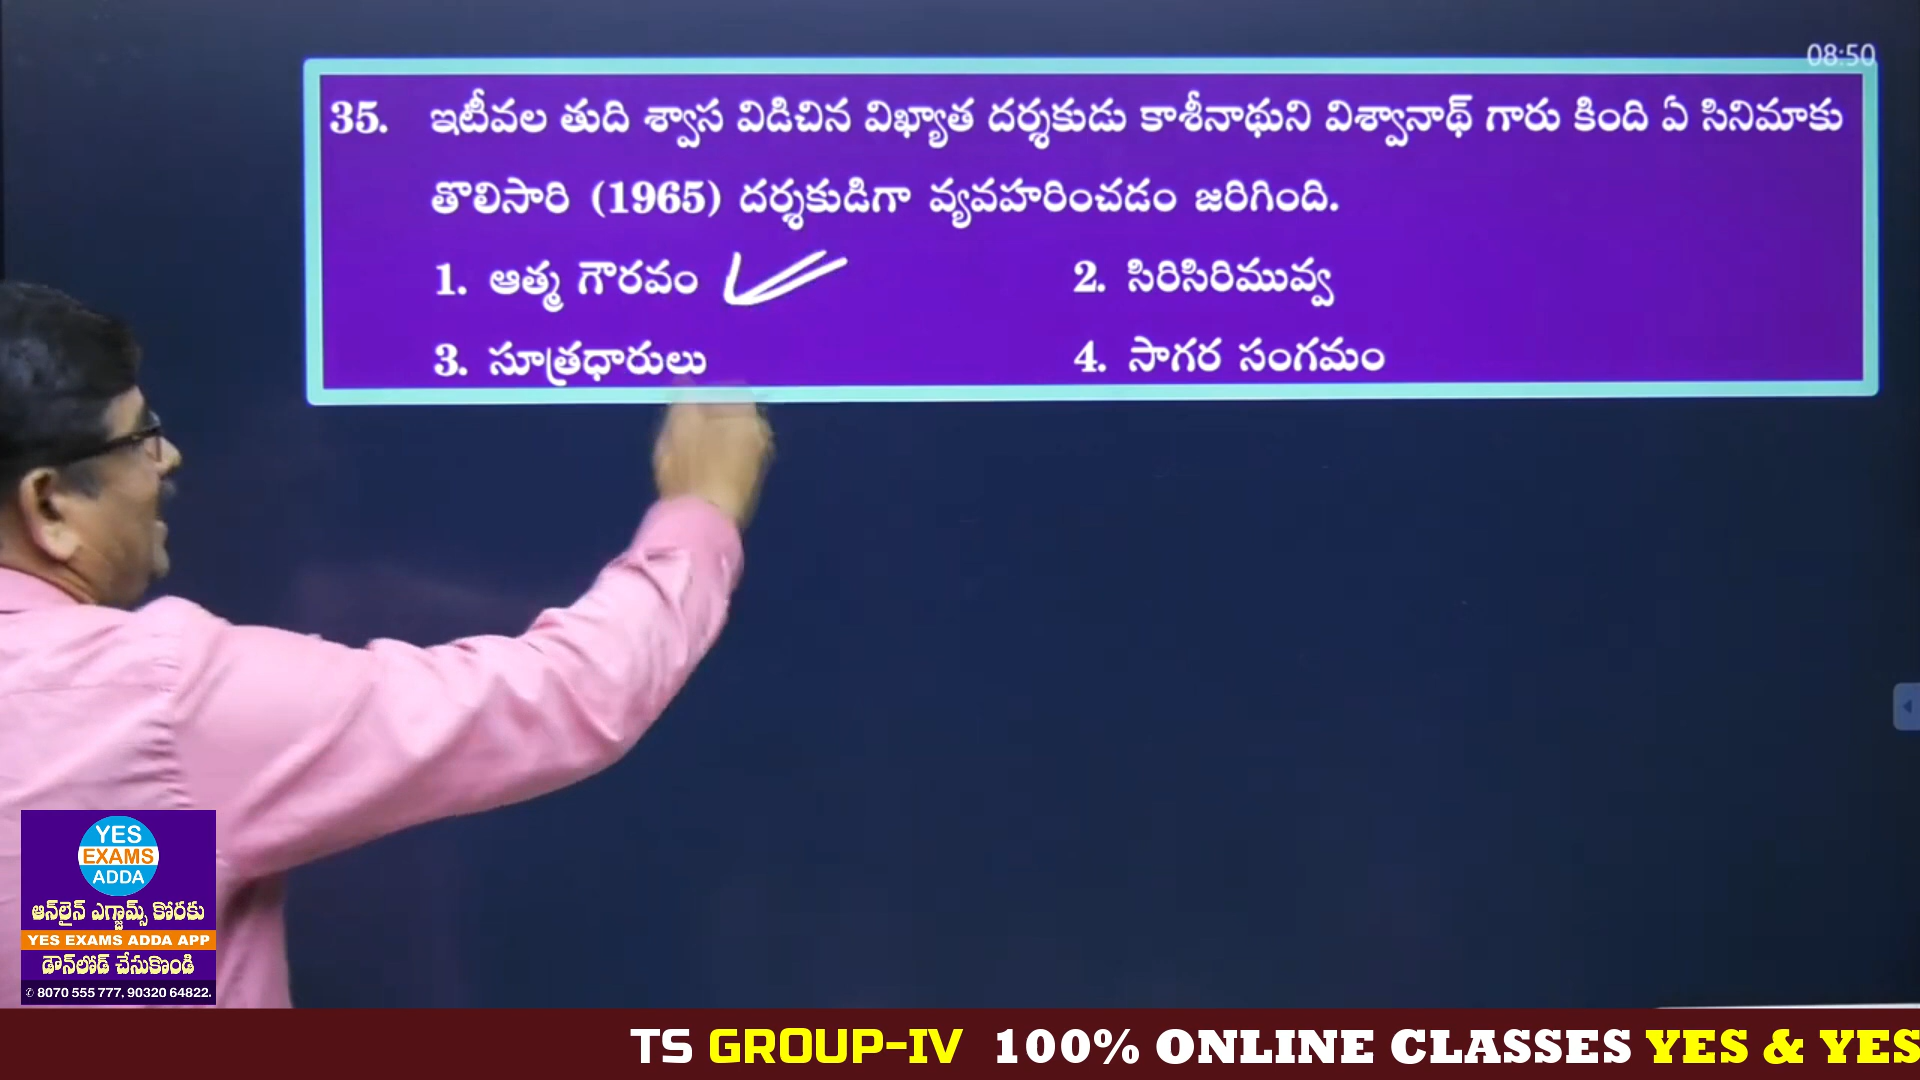 08:50
35. ఇటీవల తుది శ్వాస విడిచిన విఖ్యాత దర్శకుడు కాశీనాథుని విశ్వానాథ్ గారు కింది ఏ సినిమాకు
తొలిసారి (1965) దర్శకుడిగా వ్యవహరించడం జరిగింది.
1. ఆత్మ గౌరవం 2. సిరిసిరిమువ్వ
3. సూత్రధారులు 4. సాగర సంగమం
YES
EXAMS
ADDA
ఆన్‌లైన్ ఎగ్జామ్స్ కోరకు
YES EXAMS ADDA APP
డౌన్‌లోడ్ చేసుకొండి
✆ 8070 555 777, 90320 64822.
TS GROUP-IV 100% ONLINE CLASSES YES & YES